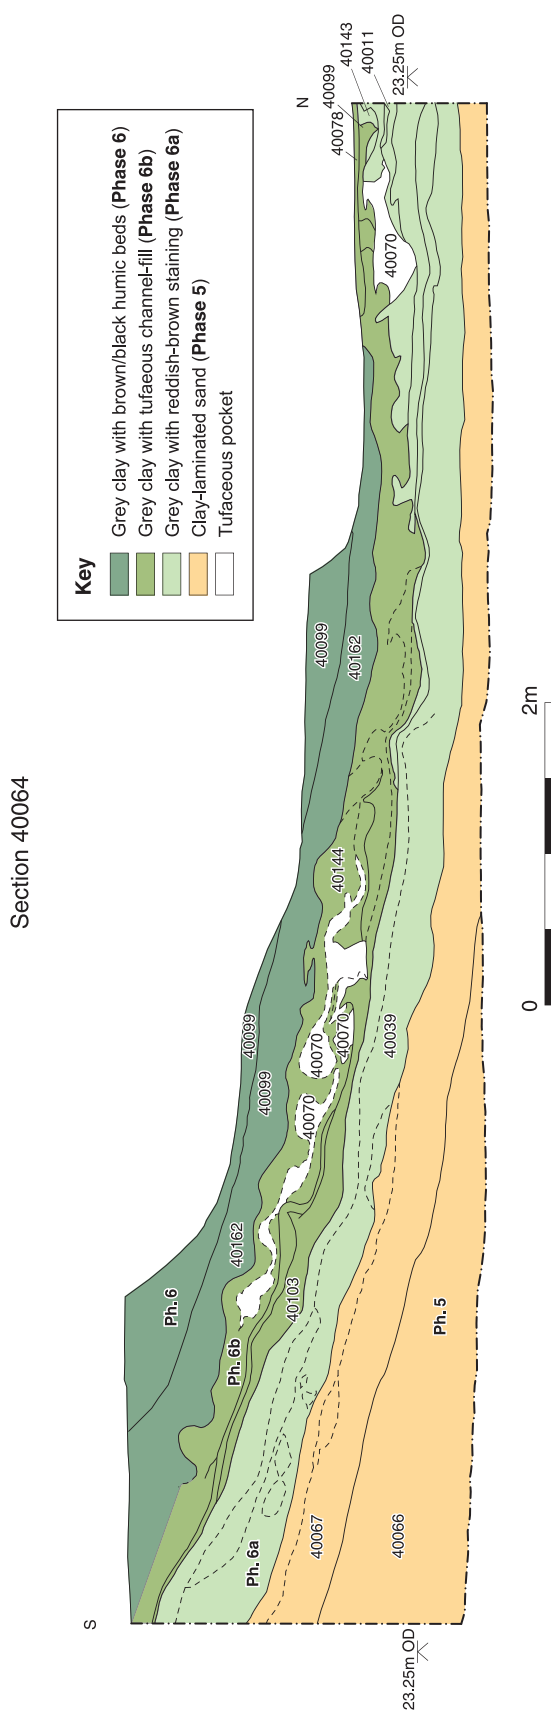 Section 40064
Key
Grey clay with brown/black humic beds (Phase 6)
Grey clay with tufaeous channel-fill (Phase 6b)
Grey clay with reddish-brown staining (Phase 6a)
Clay-laminated sand (Phase 5)
Tufaceous pocket
S
N
23.25m OD
23.25m OD
40078
40099
40143
40011
40070
40099
40162
40144
40099
40099
40070
40070
40070
40039
40162
40103
Ph. 6
Ph. 6b
Ph. 6a
Ph. 5
40067
40066
0
2m